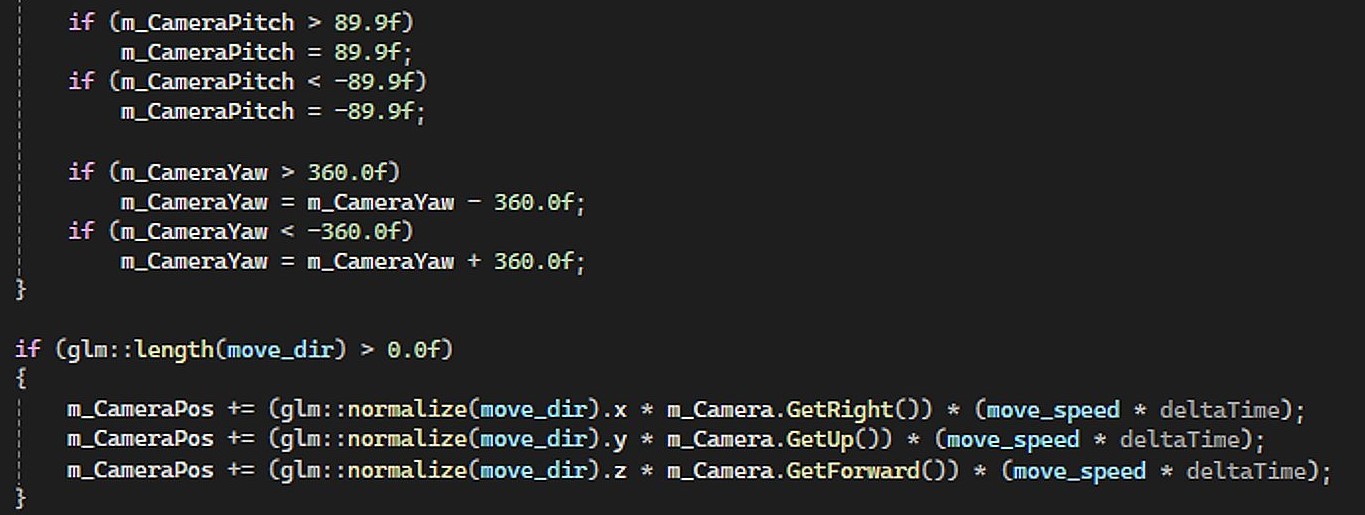 if (m_CameraPitch > 89.9f)
m_CameraPitch = 89.9f;
if (m_CameraPitch < -89.9f)
m_CameraPitch = -89.9f;
if (m_CameraYaw > 360.0f)
m_CameraYaw = m_CameraYaw - 360.0f;
if (m_CameraYaw < -360.0f)
m_CameraYaw = m_CameraYaw + 360.0f;
}
if (glm::length(move_dir) > 0.0f)
{
m_CameraPos += (glm::normalize(move_dir).x * m_Camera.GetRight()) * (move_speed * deltaTime);
m_CameraPos += (glm::normalize(move_dir).y * m_Camera.GetUp()) * (move_speed * deltaTime);
m_CameraPos += (glm::normalize(move_dir).z * m_Camera.GetForward()) * (move_speed * deltaTime);
}